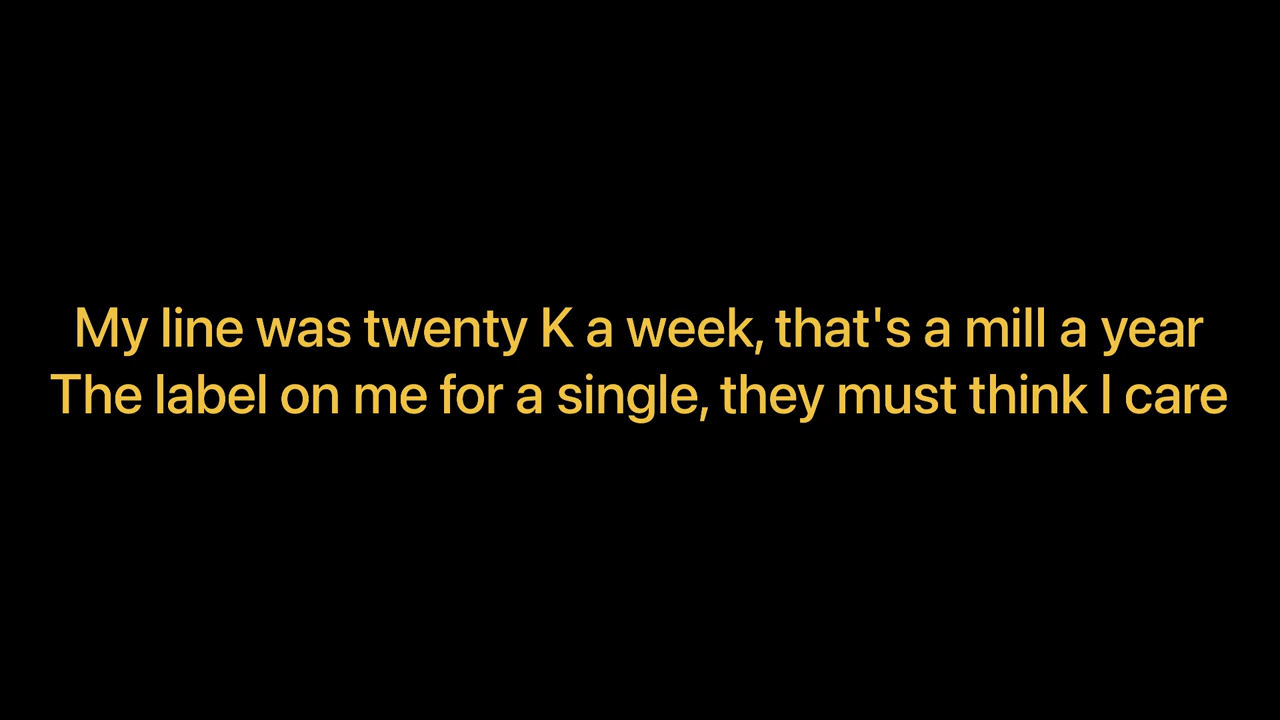 My line was twenty K a week, that's a mill a year
The label on me for a single, they must think I care